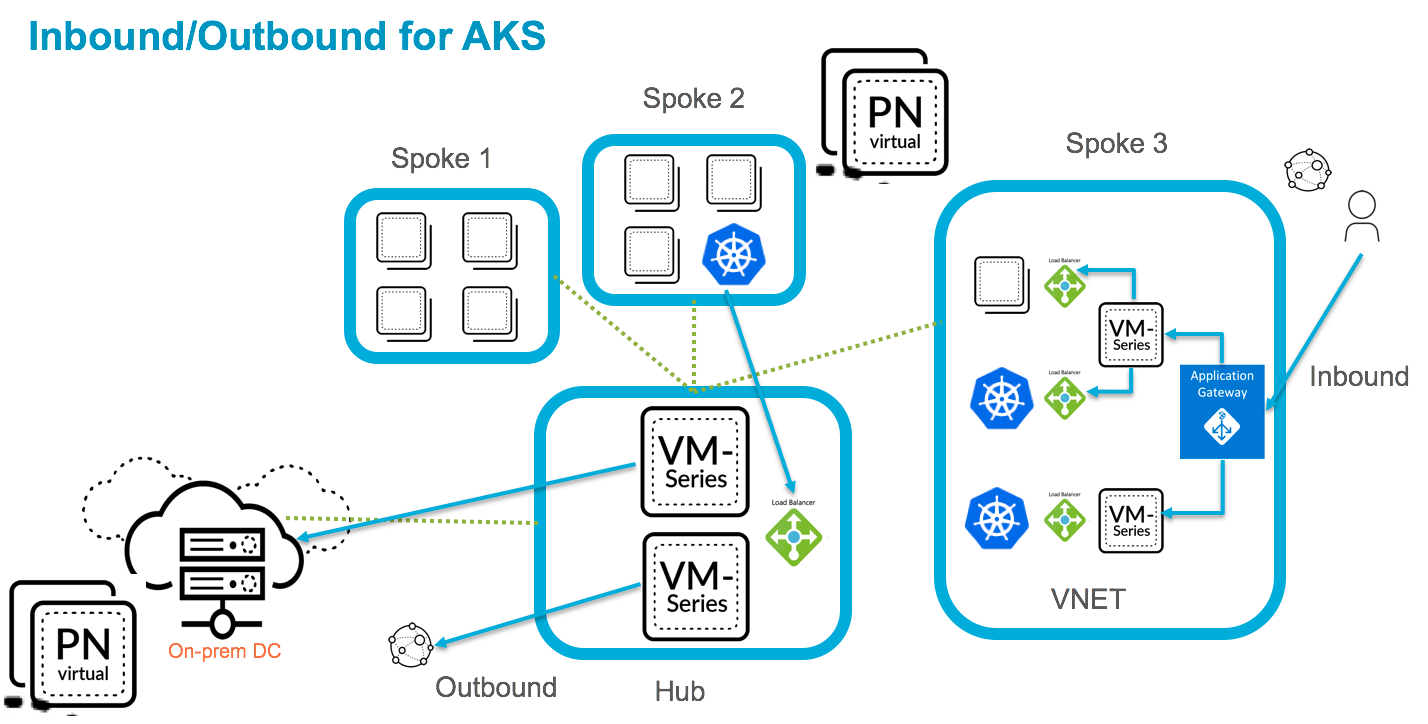 Inbound/Outbound for AKS
Spoke 1
Spoke 2
PN
virtual
Spoke 3
Load Balancer
VM-
Series
Application
Gateway
Inbound
Load Balancer
Load Balancer
VM-
Series
VNET
VM-
Series
Load Balancer
VM-
Series
Hub
Outbound
On-prem DC
PN
virtual